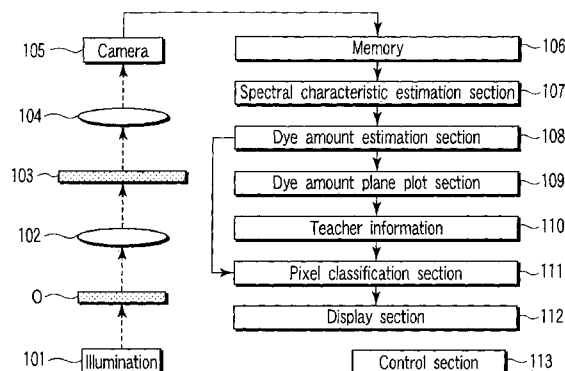 105 Camera
Memory 106
Spectral characteristic estimation section 107
104
Dye amount estimation section 108
103
Dye amount plane plot section 109
Teacher information 110
102
Pixel classification section 111
O
Display section 112
101 Illumination
Control section 113